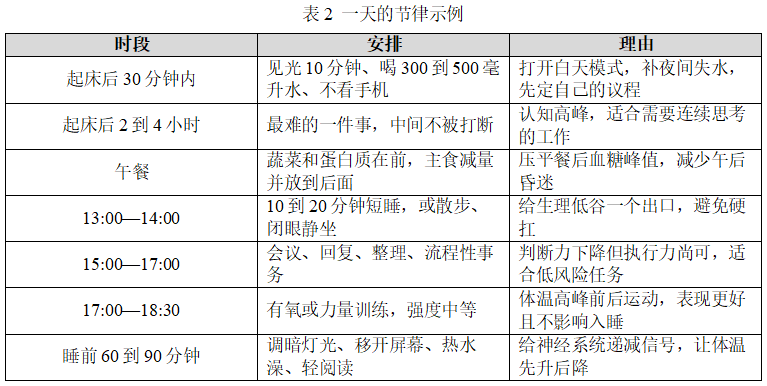 表 2 一天的节律示例
时段 安排 理由
起床后 30 分钟内 见光 10 分钟、喝 300 到 500 毫升水、不看手机 打开白天模式，补夜间失水，先定自己的议程
起床后 2 到 4 小时 最难的一件事，中间不被打断 认知高峰，适合需要连续思考的工作
午餐 蔬菜和蛋白质在前，主食减量并放到后面 压平餐后血糖峰值，减少午后昏迷
13:00—14:00 10 到 20 分钟短睡，或散步、闭眼静坐 给生理低谷一个出口，避免硬扛
15:00—17:00 会议、回复、整理、流程性事务 判断力下降但执行力尚可，适合低风险任务
17:00—18:30 有氧或力量训练，强度中等 体温高峰前后运动，表现更好且不影响入睡
睡前 60 到 90 分钟 调暗灯光、移开屏幕、热水澡、轻阅读 给神经系统递减信号，让体温先升后降